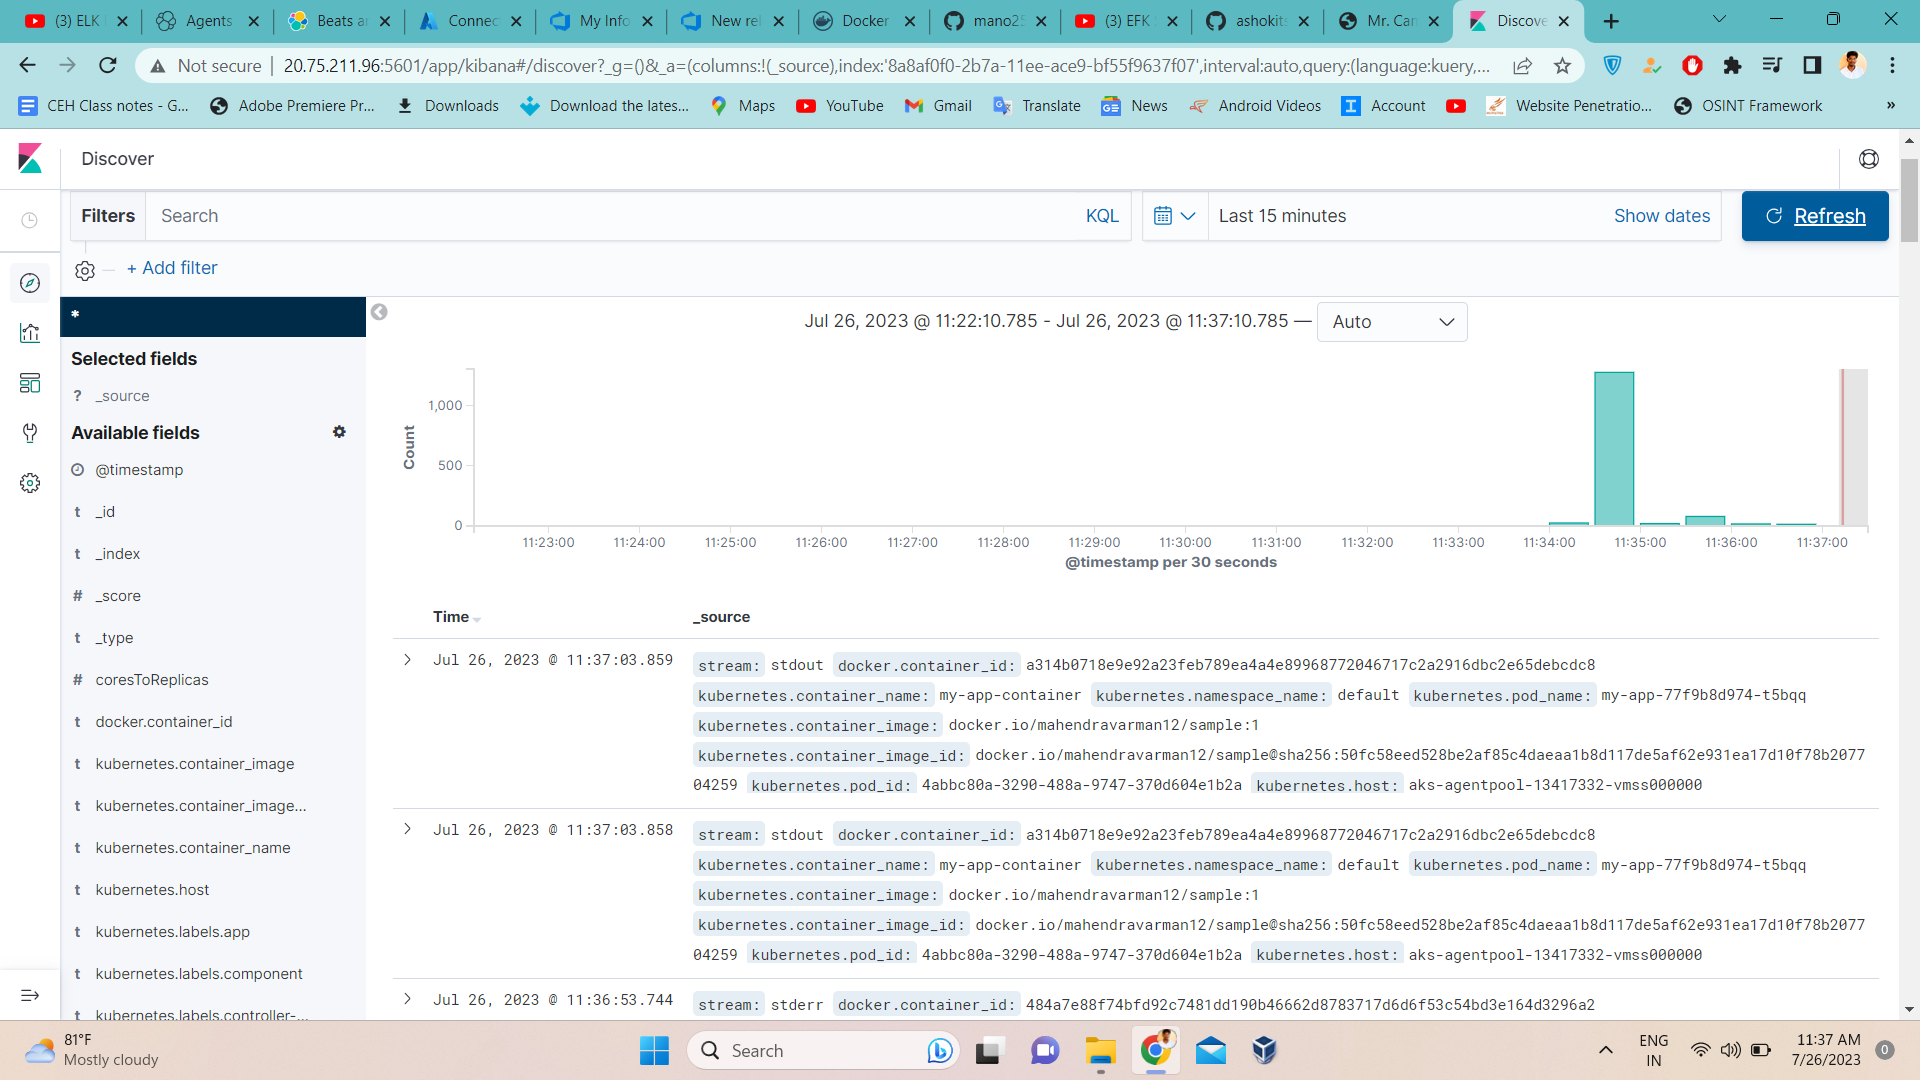 (3) ELK
Agents
Beats a
Connec
My Info
New rel
Docker
mano25
(3) EFK
ashokits
Mr. Can
Discove
Not secure
20.75.211.96:5601/app/kibana#/discover?_g=()&_a=(columns:!(_source),index:'8a8af0f0-2b7a-11ee-ace9-bf55f9637f07',interval:auto,query:(language:kuery,...
CEH Class notes - G...
Adobe Premiere Pr...
Downloads
Download the lates...
Maps
YouTube
Gmail
Translate
News
Android Videos
Account
Website Penetratio...
OSINT Framework
»
Discover
Filters
Search
KQL
Last 15 minutes
Show dates
Refresh
+ Add filter
*
Jul 26, 2023 @ 11:22:10.785 - Jul 26, 2023 @ 11:37:10.785 —
Auto
Selected fields
? _source
Available fields
@timestamp
t _id
t _index
# _score
t _type
# coresToReplicas
t docker.container_id
t kubernetes.container_image
t kubernetes.container_image...
t kubernetes.container_name
t kubernetes.host
t kubernetes.labels.app
t kubernetes.labels.component
t kubernetes.labels.controller-...
Count
1,000
500
0
11:23:00 11:24:00 11:25:00 11:26:00 11:27:00 11:28:00 11:29:00 11:30:00 11:31:00 11:32:00 11:33:00 11:34:00 11:35:00 11:36:00 11:37:00
@timestamp per 30 seconds
Time
_source
Jul 26, 2023 @ 11:37:03.859
stream: stdout docker.container_id: a314b0718e9e92a23feb789ea4a4e89968772046717c2a2916dbc2e65debcdc8
kubernetes.container_name: my-app-container kubernetes.namespace_name: default kubernetes.pod_name: my-app-77f9b8d974-t5bqq
kubernetes.container_image: docker.io/mahendravarman12/sample:1
kubernetes.container_image_id: docker.io/mahendravarman12/sample@sha256:50fc58eed528be2af85c4daeaa1b8d117de5af62e931ea17d10f78b2077
04259 kubernetes.pod_id: 4abbc80a-3290-488a-9747-370d604e1b2a kubernetes.host: aks-agentpool-13417332-vmss000000
Jul 26, 2023 @ 11:37:03.858
stream: stdout docker.container_id: a314b0718e9e92a23feb789ea4a4e89968772046717c2a2916dbc2e65debcdc8
kubernetes.container_name: my-app-container kubernetes.namespace_name: default kubernetes.pod_name: my-app-77f9b8d974-t5bqq
kubernetes.container_image: docker.io/mahendravarman12/sample:1
kubernetes.container_image_id: docker.io/mahendravarman12/sample@sha256:50fc58eed528be2af85c4daeaa1b8d117de5af62e931ea17d10f78b2077
04259 kubernetes.pod_id: 4abbc80a-3290-488a-9747-370d604e1b2a kubernetes.host: aks-agentpool-13417332-vmss000000
Jul 26, 2023 @ 11:36:53.744
stream: stderr docker.container_id: 484a7e88f74bfd92c7481dd190b46662d8783717d6d6f53c54bd3e164d3296a2
81°F
Mostly cloudy
Search
ENG
IN
11:37 AM
7/26/2023
0